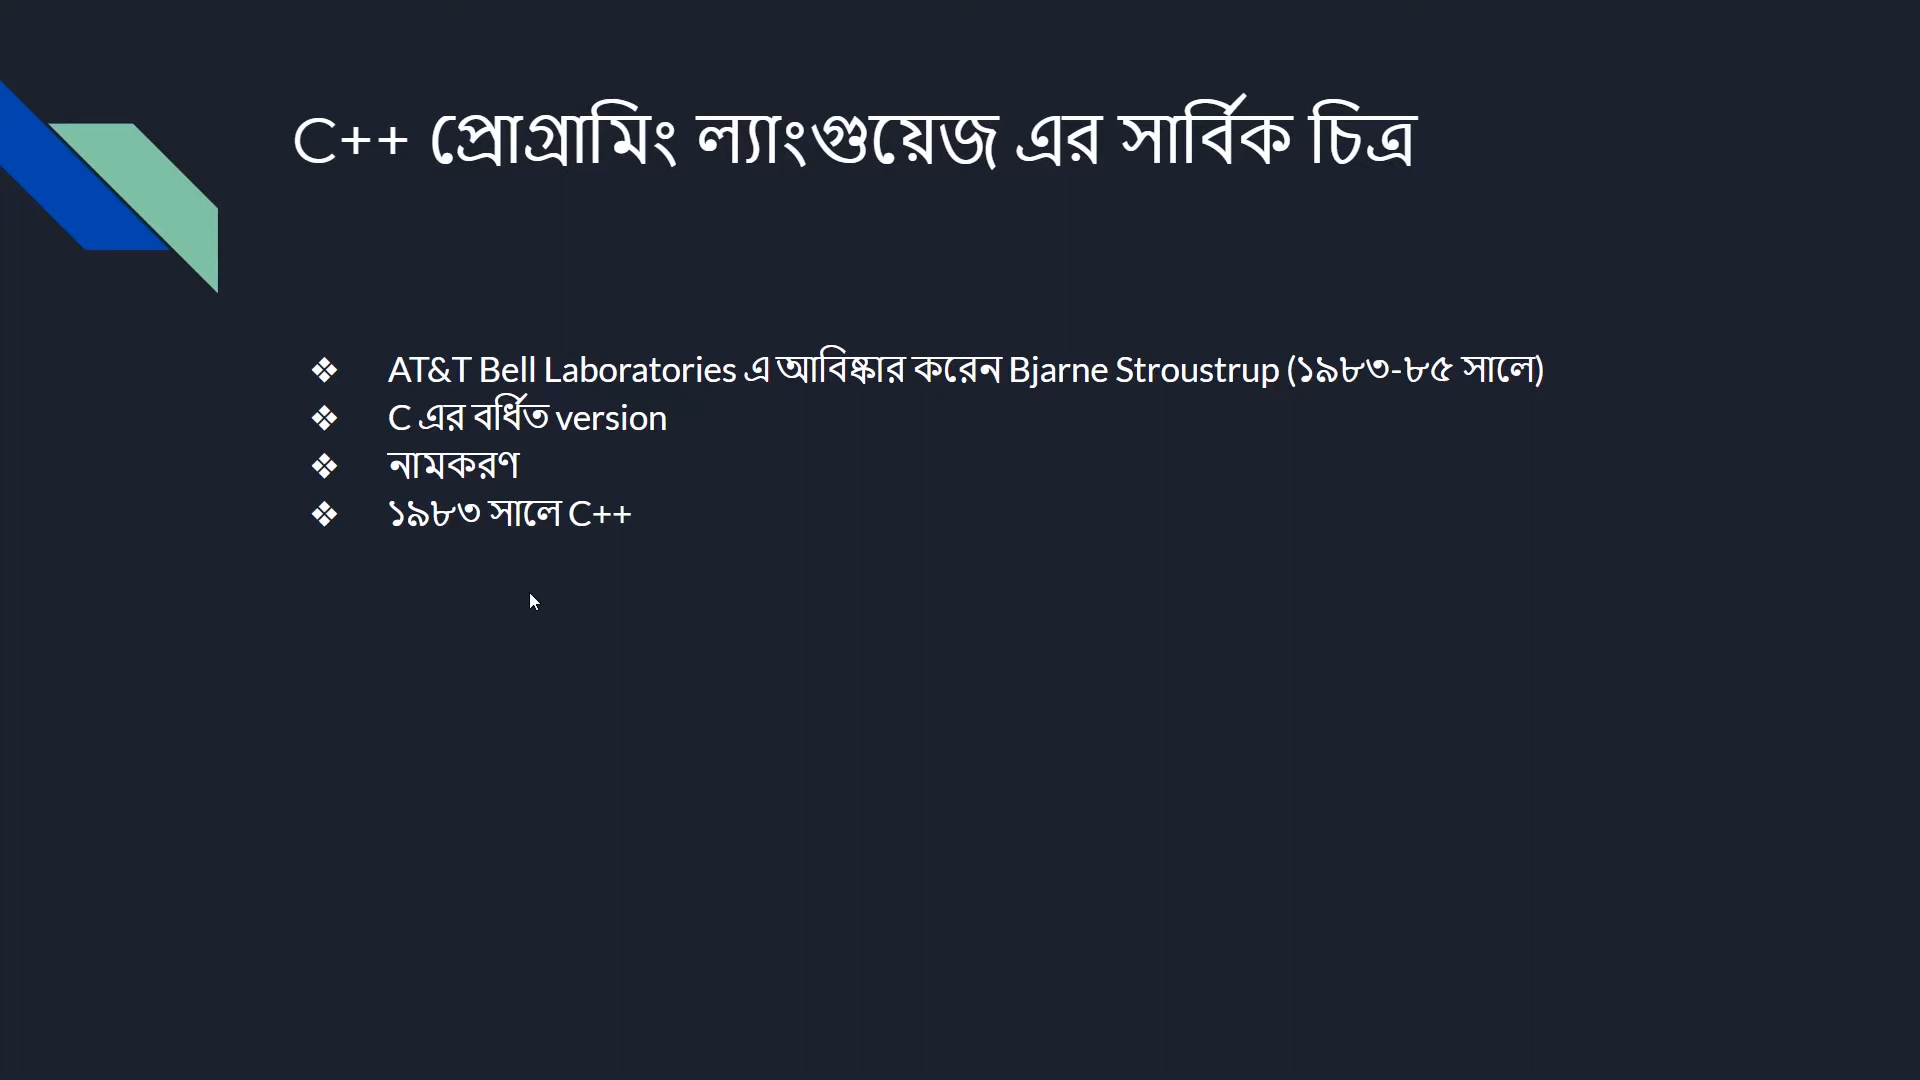 C++ প্রোগ্রামিং ল্যাংগুয়েজ এর সার্বিক চিত্র
❖ AT&T Bell Laboratories এ আবিষ্কার করেন Bjarne Stroustrup (১৯৮৩-৮৫ সালে)
❖ C এর বর্ধিত version
❖ নামকরণ
❖ ১৯৮৩ সালে C++